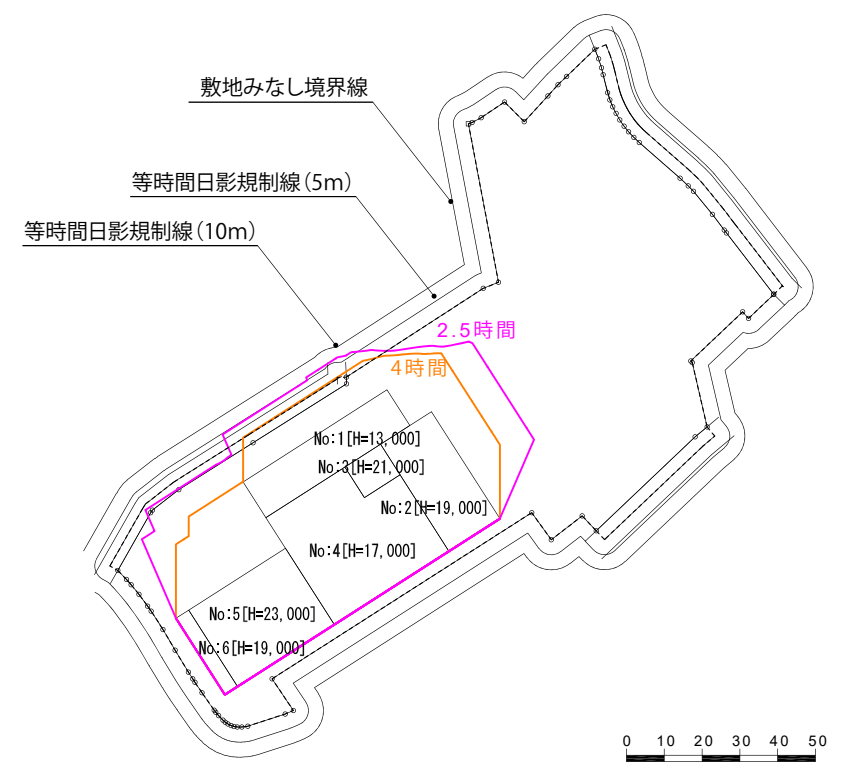 敷地みなし境界線
等時間日影規制線(5m)
等時間日影規制線(10m)
2.5時間
4時間
No:1[H=13,000]
No:3[H=21,000]
No:2[H=19,000]
No:4[H=17,000]
No:5[H=23,000]
No:6[H=19,000]
0 10 20 30 40 50